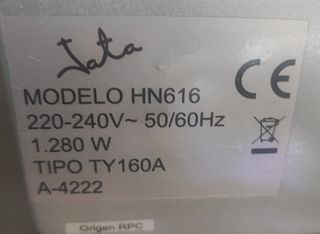 Jata
CE
MODELO HN616
220-240V~ 50/60Hz
1.280 W
TIPO TY160A
A-4222
Origen RPC